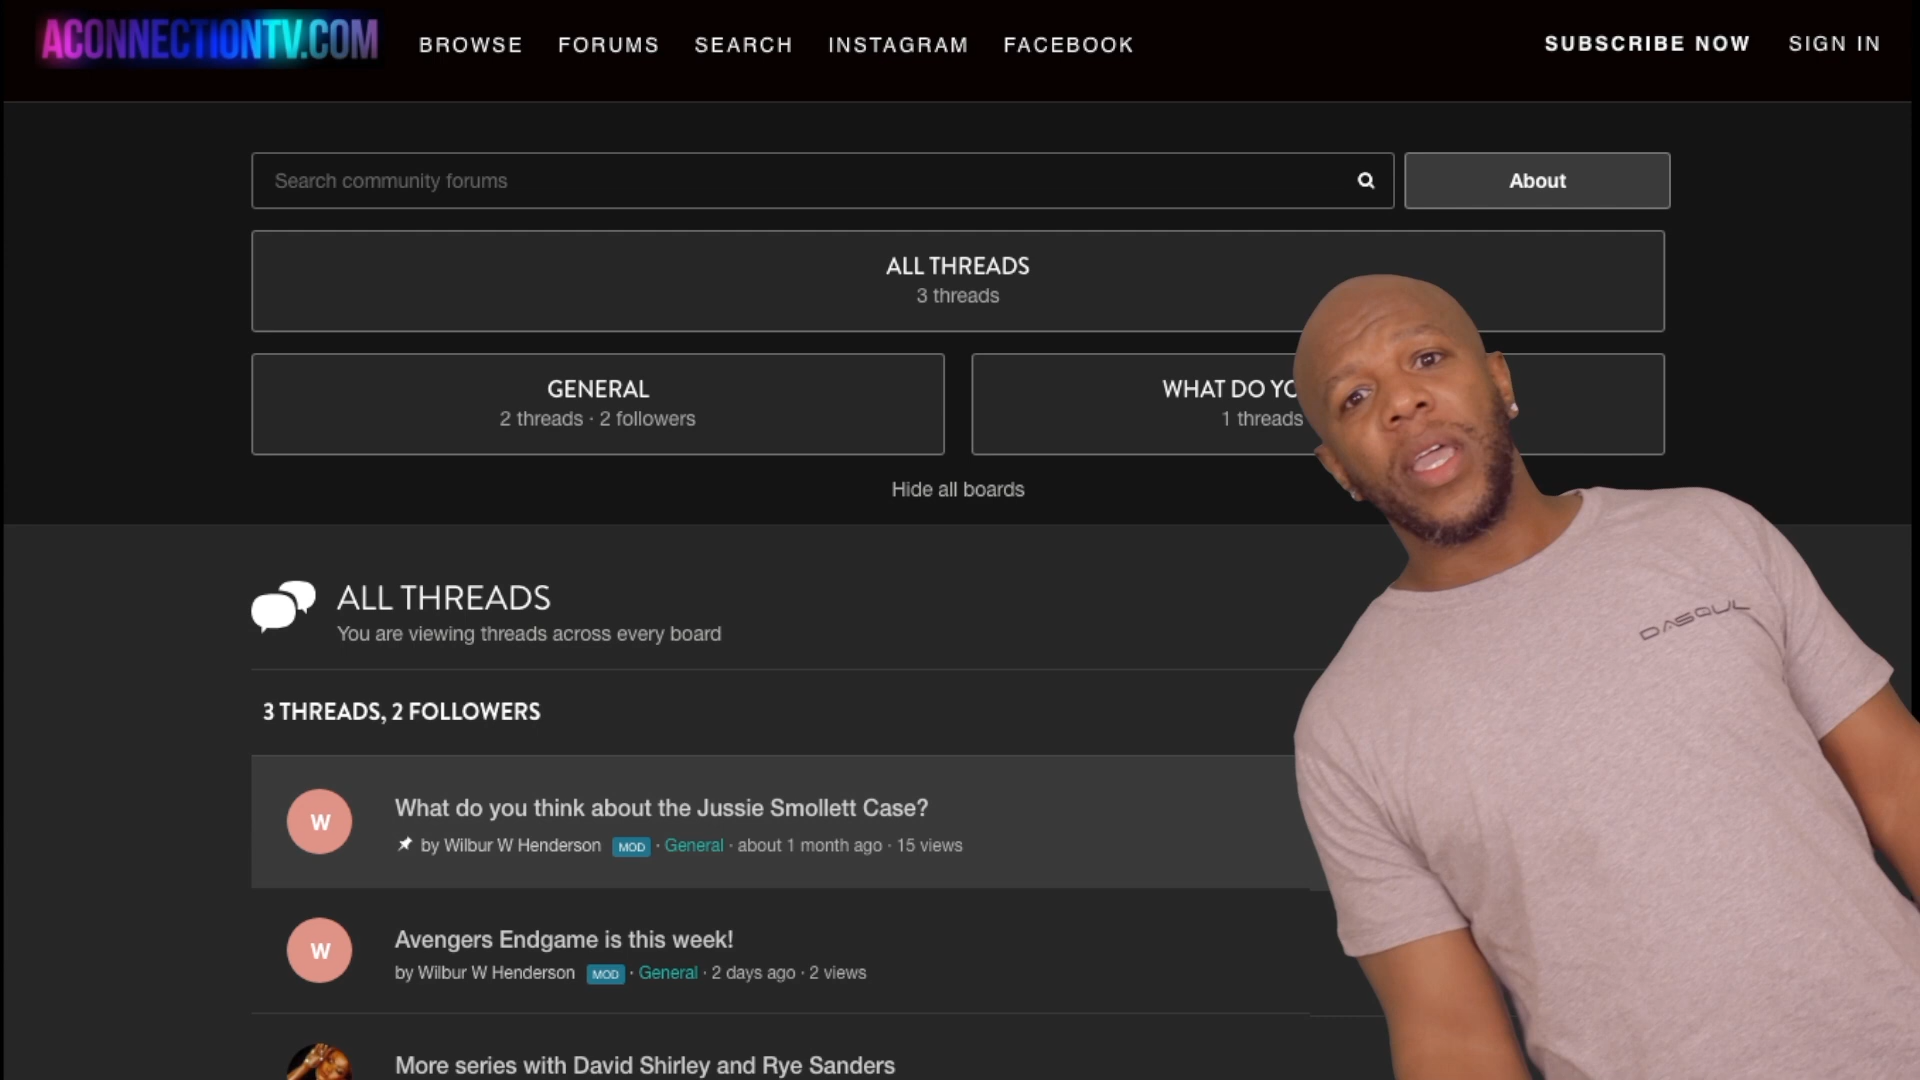 ACONNECTIONTV.COM
BROWSE FORUMS SEARCH INSTAGRAM FACEBOOK
SUBSCRIBE NOW SIGN IN
Search community forums
About
ALL THREADS
3 threads
GENERAL
2 threads · 2 followers
WHAT DO
1 threads
Hide all boards
ALL THREADS
You are viewing threads across every board
3 THREADS, 2 FOLLOWERS
W
What do you think about the Jussie Smollett Case?
by Wilbur W Henderson MOD · General · about 1 month ago · 15 views
W
Avengers Endgame is this week!
by Wilbur W Henderson MOD · General · 2 days ago · 2 views
More series with David Shirley and Rye Sanders
DASQUL